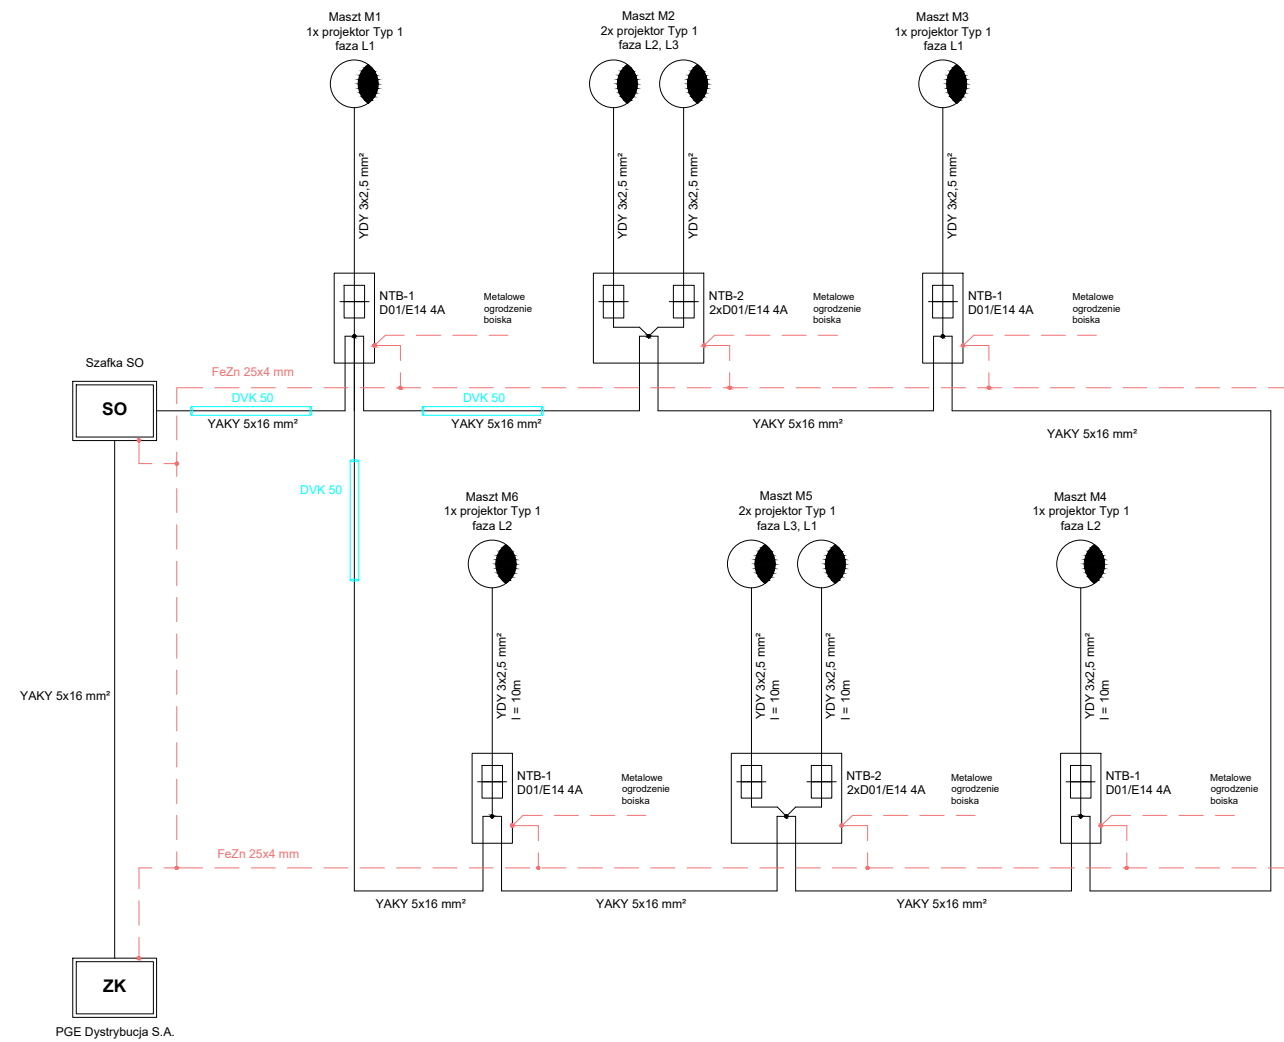 Maszt M1
1x projektor Typ 1
faza L1
Maszt M2
2x projektor Typ 1
faza L2, L3
Maszt M3
1x projektor Typ 1
faza L1
YDY 3x2,5 mm²
YDY 3x2,5 mm²
YDY 3x2,5 mm²
YDY 3x2,5 mm²
NTB-1
D01/E14 4A
Metalowe
ogrodzenie
boiska
NTB-2
2xD01/E14 4A
Metalowe
ogrodzenie
boiska
NTB-1
D01/E14 4A
Metalowe
ogrodzenie
boiska
Szafka SO
SO
FeZn 25x4 mm
DVK 50
YAKY 5x16 mm²
DVK 50
YAKY 5x16 mm²
YAKY 5x16 mm²
YAKY 5x16 mm²
DVK 50
Maszt M6
1x projektor Typ 1
faza L2
Maszt M5
2x projektor Typ 1
faza L3, L1
Maszt M4
1x projektor Typ 1
faza L2
YDY 3x2,5 mm²
l = 10m
YDY 3x2,5 mm²
l = 10m
YDY 3x2,5 mm²
l = 10m
YDY 3x2,5 mm²
l = 10m
YAKY 5x16 mm²
NTB-1
D01/E14 4A
Metalowe
ogrodzenie
boiska
NTB-2
2xD01/E14 4A
Metalowe
ogrodzenie
boiska
NTB-1
D01/E14 4A
Metalowe
ogrodzenie
boiska
FeZn 25x4 mm
YAKY 5x16 mm²
YAKY 5x16 mm²
YAKY 5x16 mm²
ZK
PGE Dystrybucja S.A.